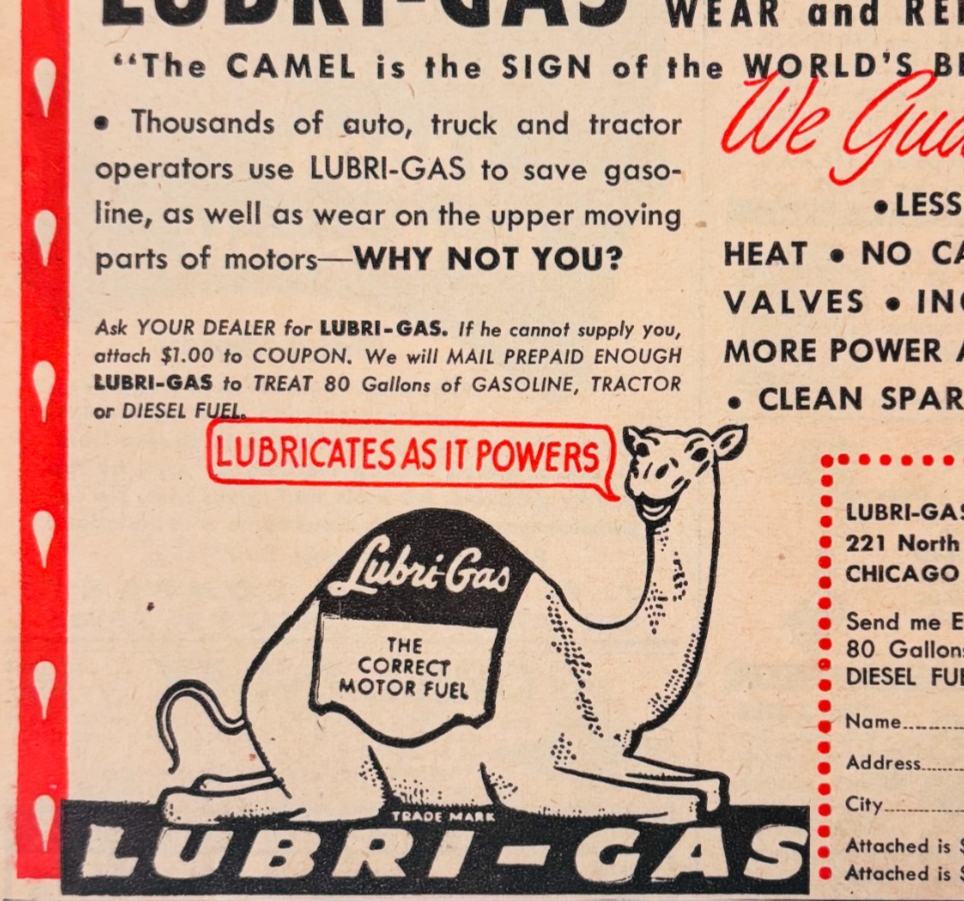 LUBRI-GAS WEAR and
"The CAMEL is the SIGN of the WORLD'S
• Thousands of auto, truck and tractor
operators use LUBRI-GAS to save gaso-
line, as well as wear on the upper moving
parts of motors—WHY NOT YOU?
Ask YOUR DEALER for LUBRI-GAS. If he cannot supply you,
attach $1.00 to COUPON. We will MAIL PREPAID ENOUGH
LUBRI-GAS to TREAT 80 Gallons of GASOLINE, TRACTOR
or DIESEL FUEL.
We
• LESS
HEAT • NO
VALVES •
MORE POWER
• CLEAN
LUBRICATES AS IT POWERS
Lubri-Gas
THE
CORRECT
MOTOR FUEL
TRADE MARK
LUBRI-GAS
LUBRI-GAS
221 North
CHICAGO
Send me
80 Gallons
DIESEL
Name
Address
City
Attached is $
Attached is $